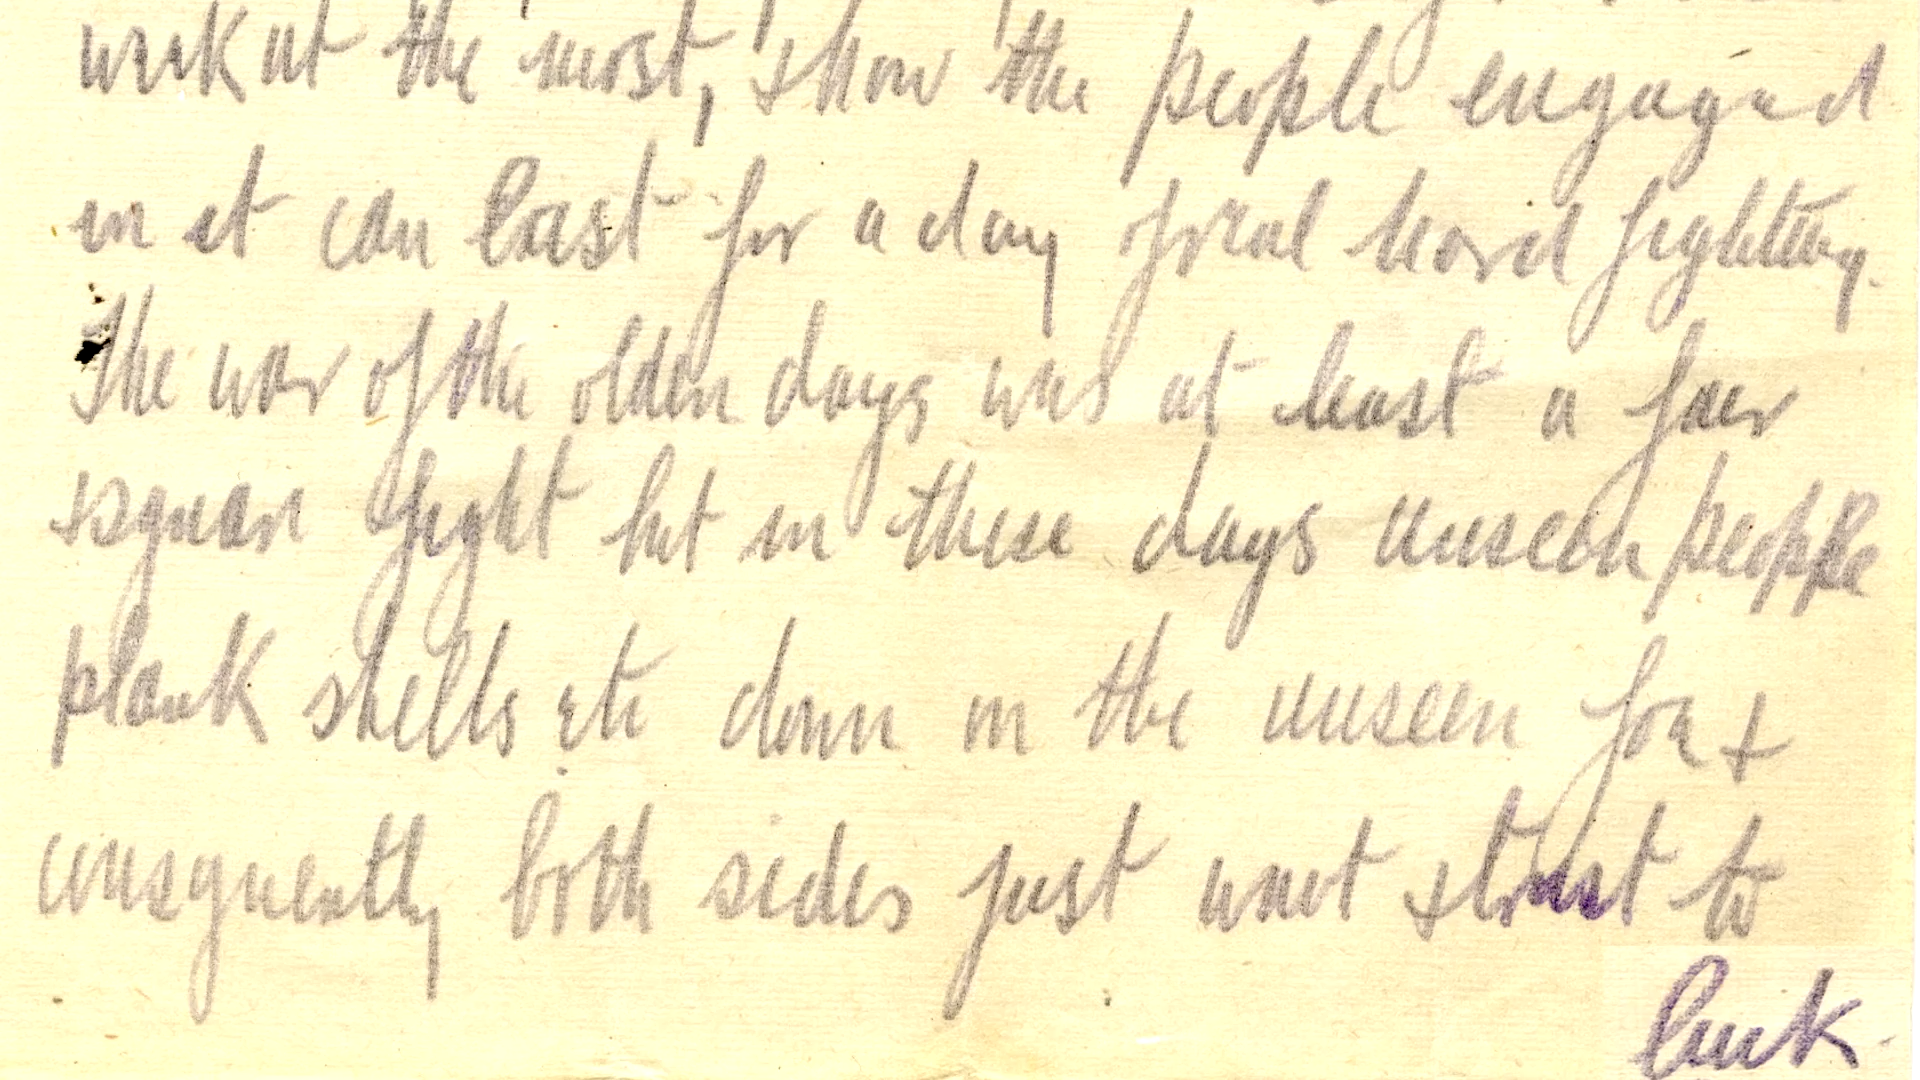 week at the most, & how the people engaged
in it can last for a day of real hard fighting.
The war of the olden days was at least a fair
& square fight but in these days unseen people
plank shells etc down on the unseen foe &
consequently both sides just wait & trust to
luck.